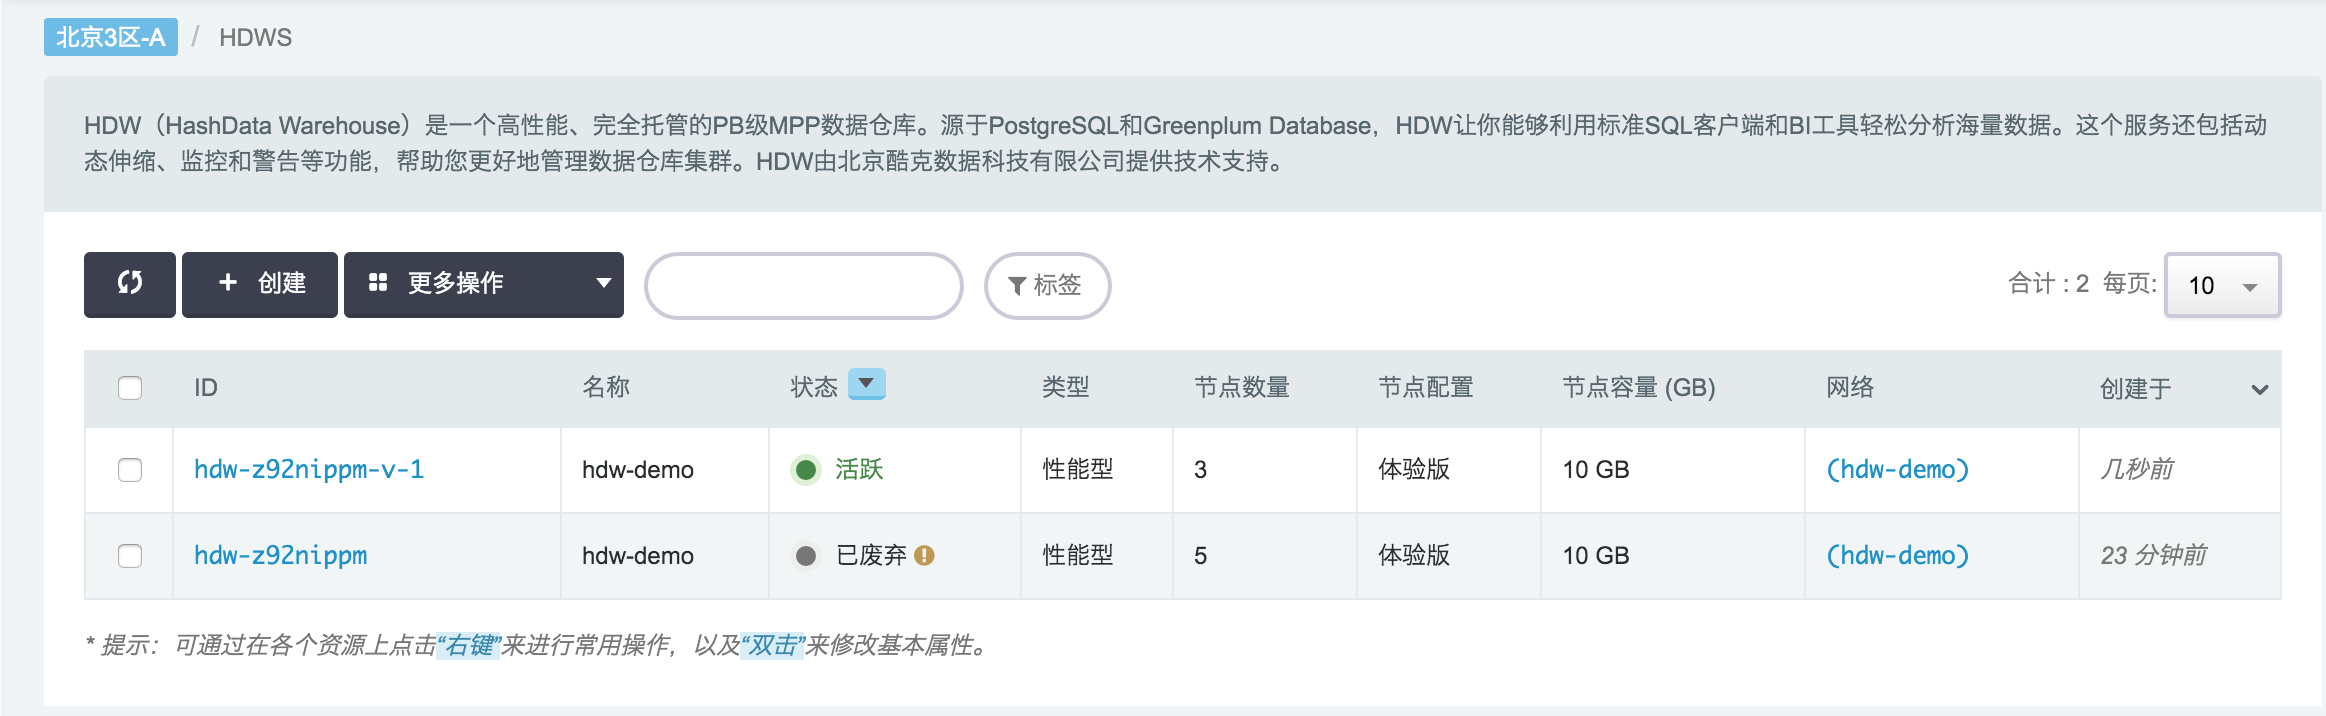 北京3区-A / HDWS
HDW（HashData Warehouse）是一个高性能、完全托管的PB级MPP数据仓库。源于PostgreSQL和Greenplum Database，HDW让你能够利用标准SQL客户端和BI工具轻松分析海量数据。这个服务还包括动
态伸缩、监控和警告等功能，帮助您更好地管理数据仓库集群。HDW由北京酷克数据科技有限公司提供技术支持。
+ 创建 更多操作 标签 合计 : 2 每页: 10
ID 名称 状态 类型 节点数量 节点配置 节点容量 (GB) 网络 创建于
hdw-z92nippm-v-1 hdw-demo 活跃 性能型 3 体验版 10 GB (hdw-demo) 几秒前
hdw-z92nippm hdw-demo 已废弃 性能型 5 体验版 10 GB (hdw-demo) 23 分钟前
* 提示：可通过在各个资源上点击“右键”来进行常用操作，以及“双击”来修改基本属性。